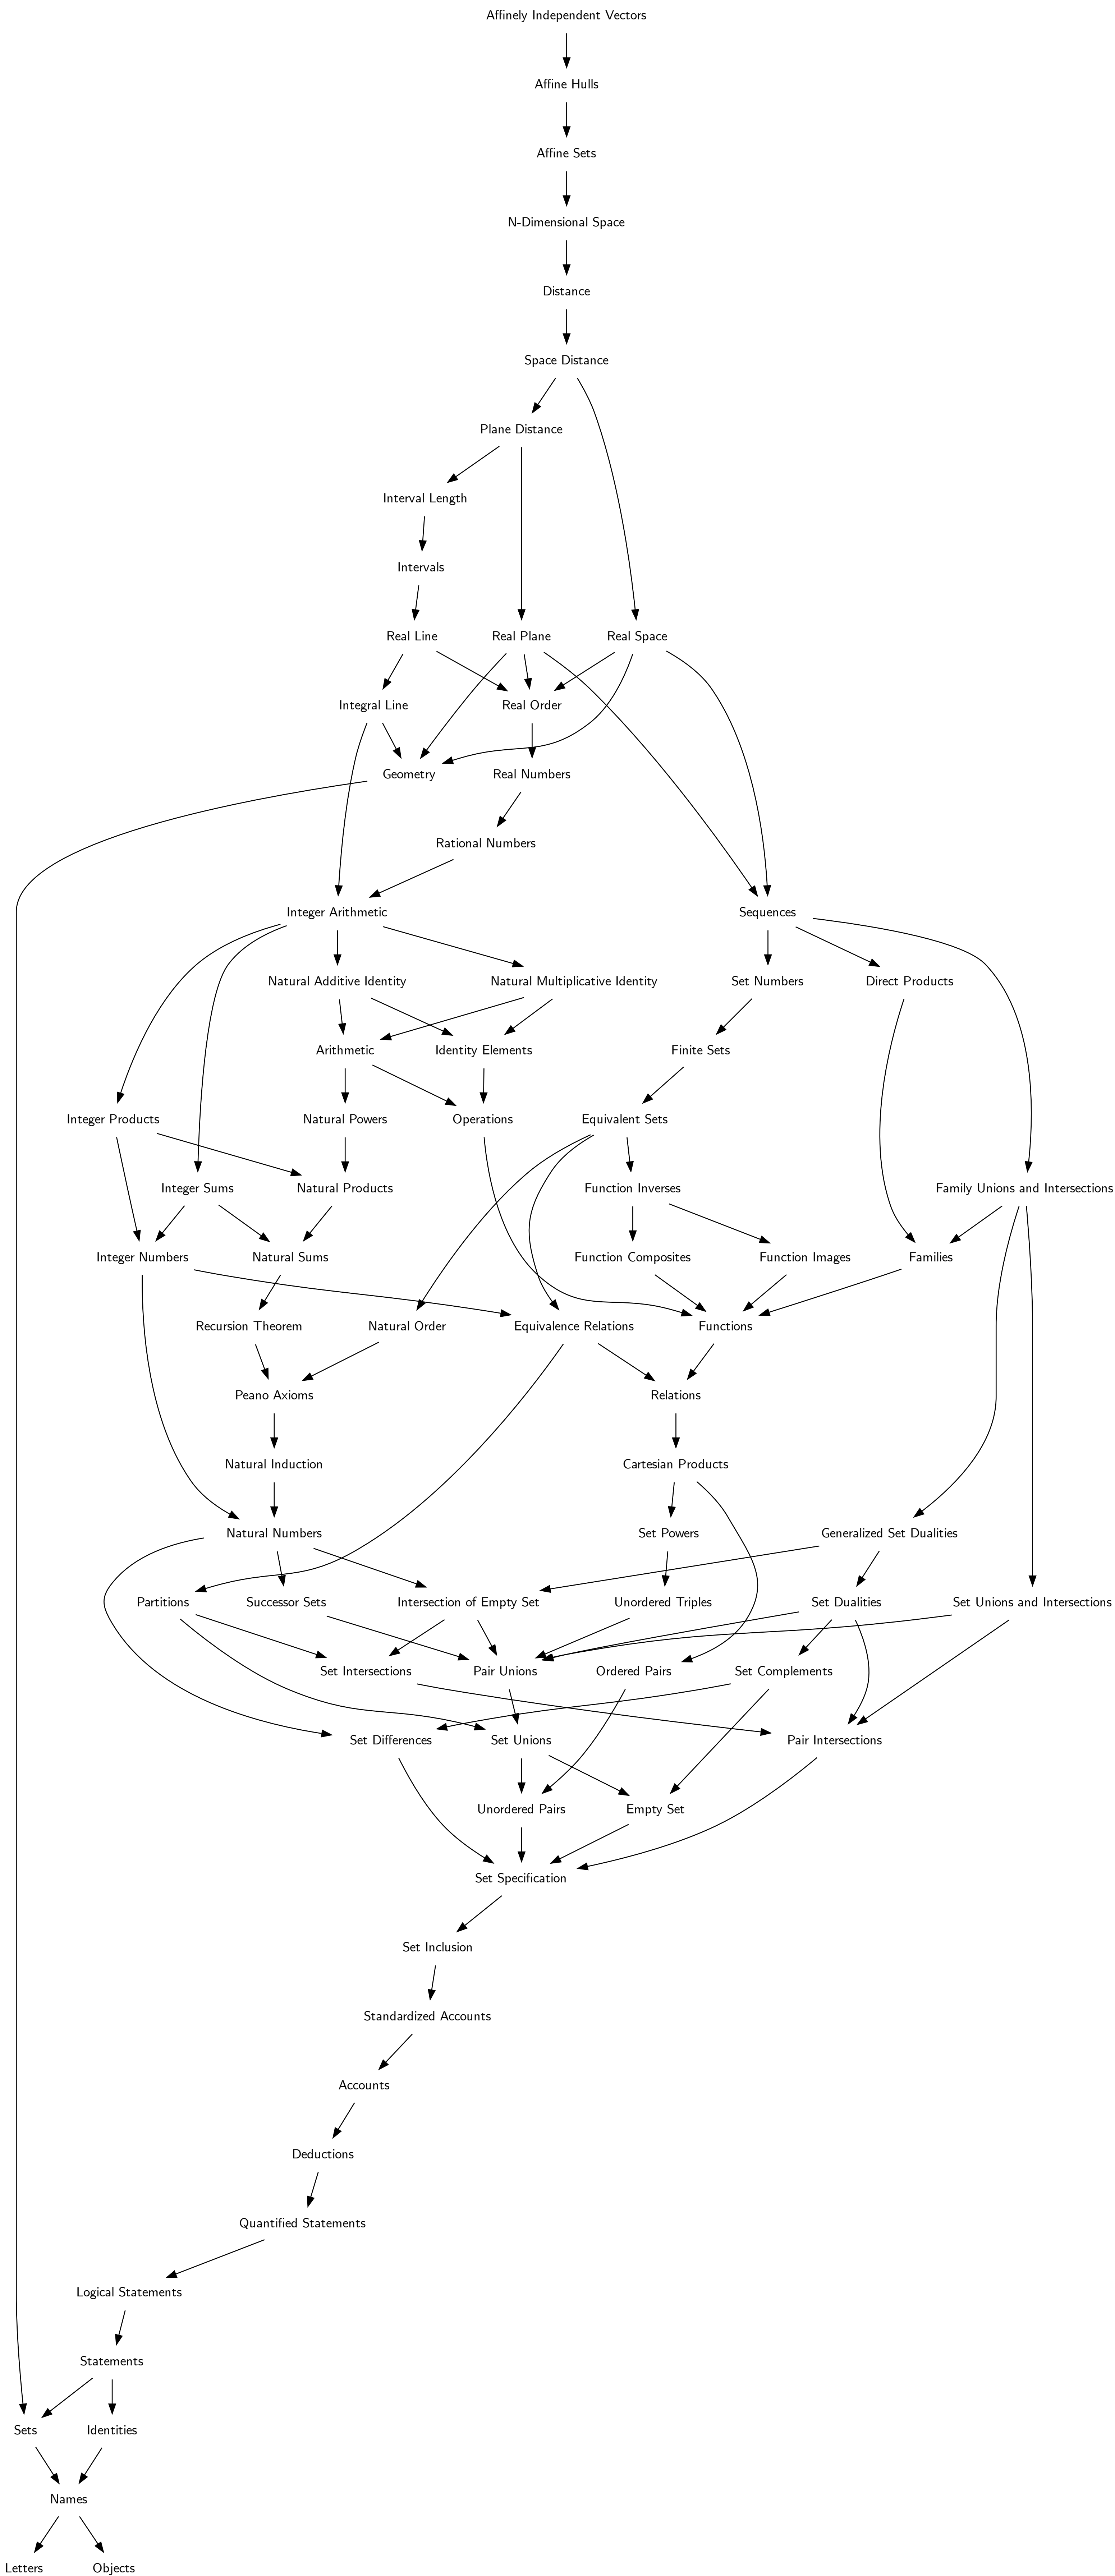 Affinely Independent Vectors
Affine Hulls
Affine Sets
N-Dimensional Space
Distance
Space Distance
Plane Distance
Interval Length
Intervals
Real Line
Real Plane
Real Space
Integral Line
Real Order
Geometry
Real Numbers
Rational Numbers
Integer Arithmetic
Sequences
Natural Additive Identity
Natural Multiplicative Identity
Set Numbers
Direct Products
Arithmetic
Identity Elements
Finite Sets
Integer Products
Natural Powers
Operations
Equivalent Sets
Integer Sums
Natural Products
Function Inverses
Family Unions and Intersections
Integer Numbers
Natural Sums
Function Composites
Function Images
Families
Recursion Theorem
Natural Order
Equivalence Relations
Functions
Peano Axioms
Relations
Natural Induction
Cartesian Products
Natural Numbers
Set Powers
Generalized Set Dualities
Partitions
Successor Sets
Intersection of Empty Set
Unordered Triples
Set Dualities
Set Unions and Intersections
Set Intersections
Pair Unions
Ordered Pairs
Set Complements
Set Differences
Set Unions
Pair Intersections
Unordered Pairs
Empty Set
Set Specification
Set Inclusion
Standardized Accounts
Accounts
Deductions
Quantified Statements
Logical Statements
Statements
Sets
Identities
Names
Letters
Objects